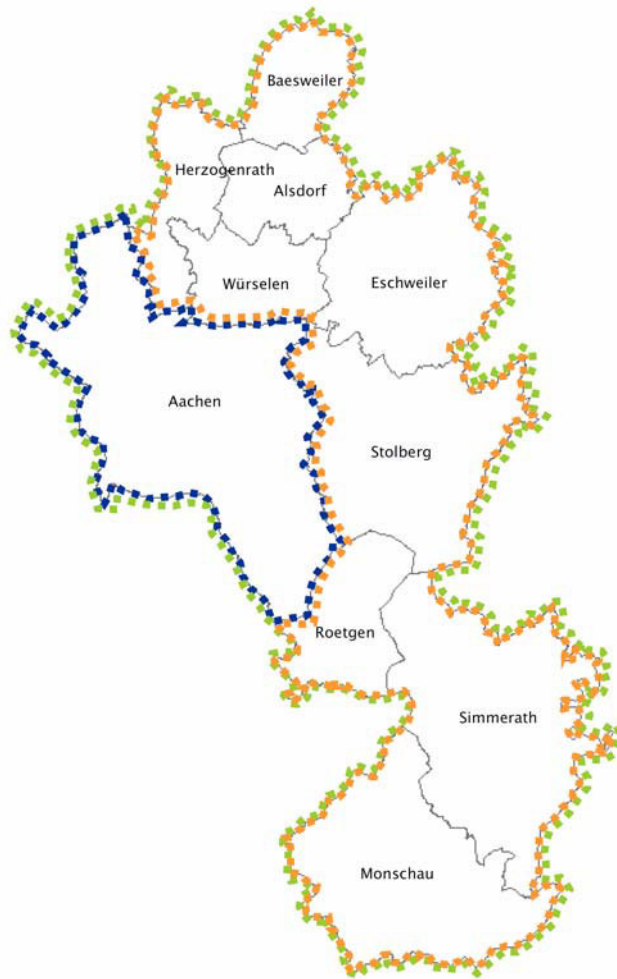 Baesweiler
Herzogenrath
Alsdorf
Würselen
Eschweiler
Aachen
Stolberg
Roetgen
Simmerath
Monschau